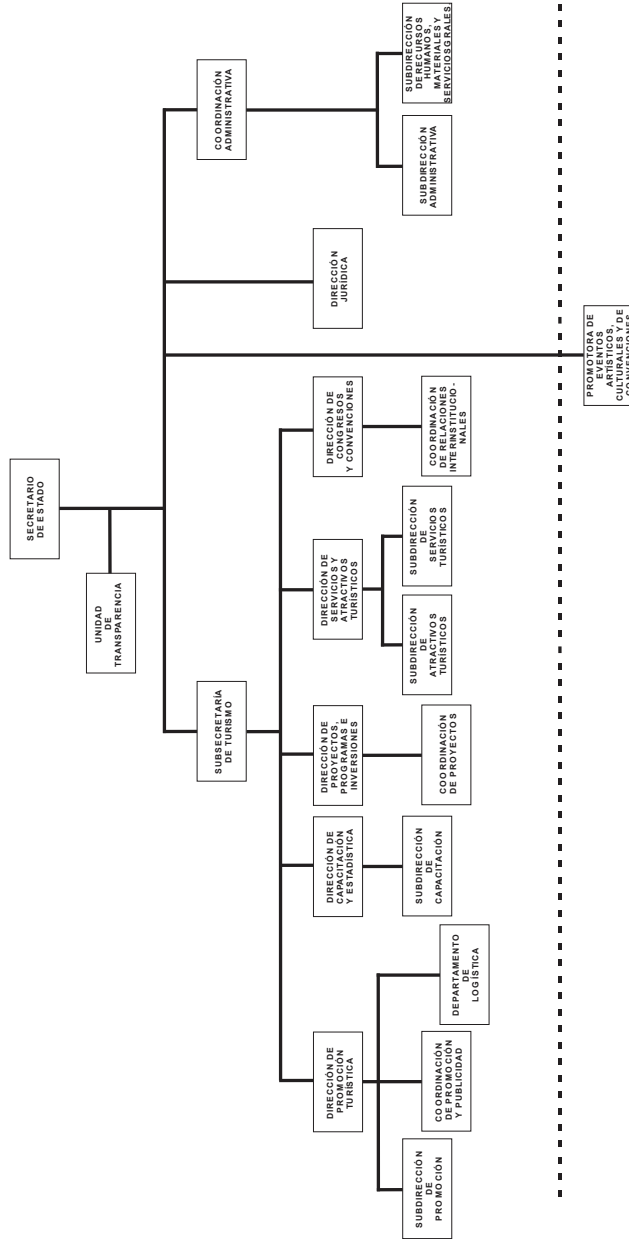 SECRETARIO
DE ESTADO
UNIDAD
DE
TRANSPARENCIA
SUBSECRETARÍA
DE TURISMO
COORDINACIÓN
ADMINISTRATIVA
DIRECCIÓN DE
PROMOCIÓN
TURÍSTICA
DIRECCIÓN DE
CAPACITACIÓN
Y ESTADÍSTICA
DIRECCIÓN DE
PROYECTOS,
PROGRAMAS E
INVERSIONES
DIRECCIÓN DE
SERVICIOS Y
ATRACTIVOS
TURÍSTICOS
DIRECCIÓN DE
CONGRESOS
Y CONVENCIONES
DIRECCIÓN
JURÍDICA
SUBDIRECCIÓN
DE
PROMOCIÓN
COORDINACIÓN
DE PROMOCIÓN
Y PUBLICIDAD
DEPARTAMENTO
DE
LOGÍSTICA
SUBDIRECCIÓN
DE
CAPACITACIÓN
COORDINACIÓN
DE PROYECTOS
SUBDIRECCIÓN
DE
ATRACTIVOS
TURÍSTICOS
SUBDIRECCIÓN
DE
SERVICIOS
TURÍSTICOS
COORDINACIÓN
DE RELACIONES
INTERINSTITUCIO-
NALES
SUBDIRECCIÓN
ADMINISTRATIVA
SUBDIRECCIÓN
DE RECURSOS
HUMANOS,
MATERIALES Y
SERVICIOS GRALES
PROMOTORA DE
EVENTOS
ARTÍSTICOS,
CULTURALES Y DE
CONVENCIONES